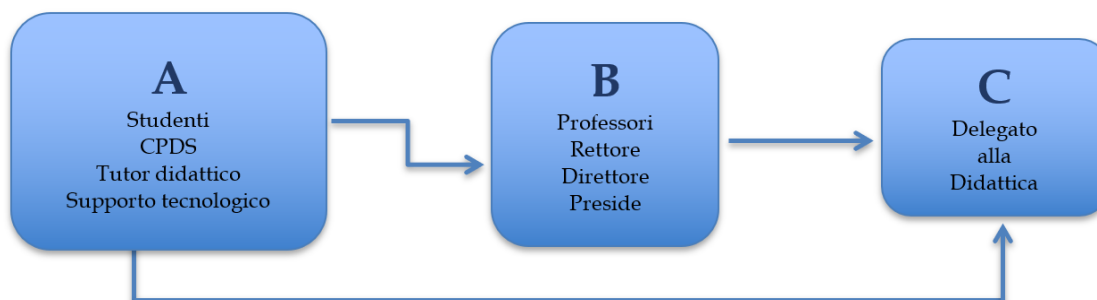 A
Studenti
CPDS
Tutor didattico
Supporto tecnologico
B
Professori
Rettore
Direttore
Preside
C
Delegato
alla
Didattica